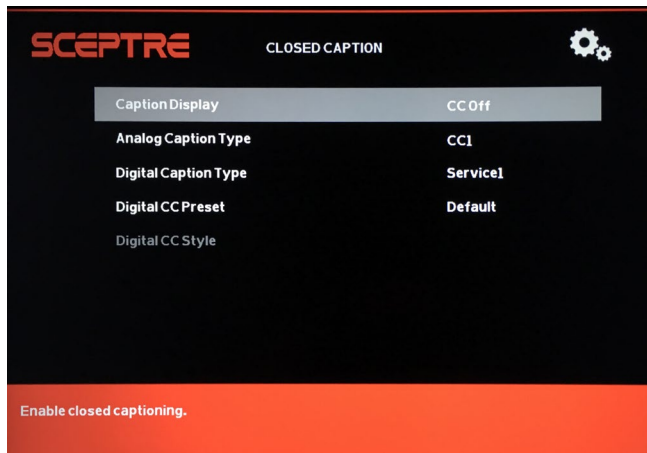 SCEPTRE CLOSED CAPTION
Caption Display CC Off
Analog Caption Type CC1
Digital Caption Type Service1
Digital CC Preset Default
Digital CC Style
Enable closed captioning.